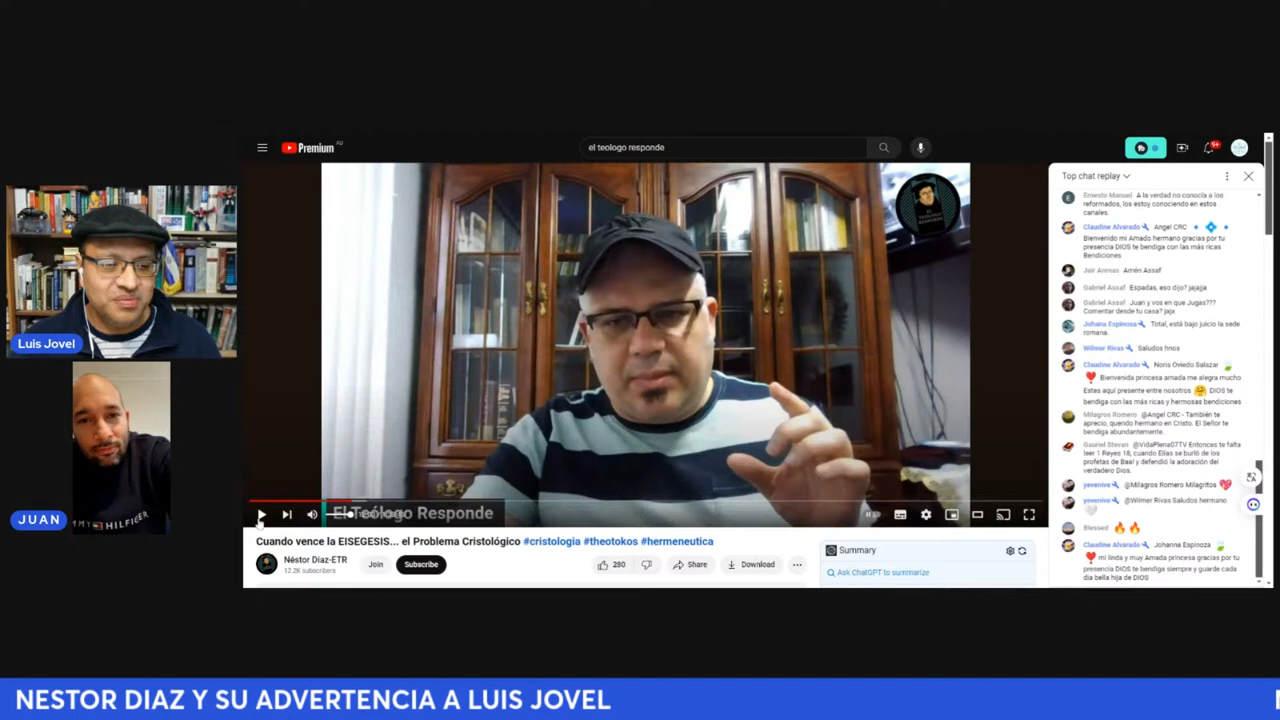 Premium
AU
el teologo responde
9+
Top chat replay
Luis Jovel
JUAN
MMY HILFIGER
EL
TEÓLOGO
RESPONDE
El Teólogo Responde
Cuando vence la EISEGESIS... el Problema Cristológico #cristologia #theotokos #hermeneutica
Néstor Díaz-ETR
12.2K subscribers
Join
Subscribe
280
Share
Download
Summary
Ask ChatGPT to summarize
Ernesto Manuel A la verdad no conocía a los
reformados, los estoy conociendo en estos
canales.
Claudine Alvarado Angel CRC
Bienvenido mi Amado hermano gracias por tu
presencia DIOS te bendiga con las más ricas
Bendiciones
Jair Arenas Amén Assaf
Gabriel Assaf Espadas, eso dijo? jajaja
Gabriel Assaf Juan y vos en que Jugas???
Comentar desde tu casa? jaja
Johana Espinosa Total, está bajo juicio la sede
romana.
Wilmer Rivas Saludos hnos
Claudine Alvarado Noris Oviedo Salazar
❣️ Bienvenida princesa amada me alegra mucho
Estas aquí presente entre nosotros 🤗 DIOS te
bendiga con las más ricas y hermosas bendiciones
Milagros Romero @Angel CRC - También te
aprecio, querido hermano en Cristo. El Señor te
bendiga abundantemente.
Gabriel Stevan @VidaPlena07TV Entonces te falta
leer 1 Reyes 18, cuando Elías se burló de los
profetas de Baal y defendió la adoración del
verdadero Dios.
yevenive @Milagros Romero Milagritos 💖
yevenive @Wilmer Rivas Saludos hermano
🤍
Blessed 🔥 🔥
Claudine Alvarado Johanna Espinoza
❣️ mi linda y muy Amada princesa gracias por tu
presencia DIOS te bendiga siempre y guarde cada
día bella hija de DIOS
NESTOR DIAZ Y SU ADVERTENCIA A LUIS JOVEL